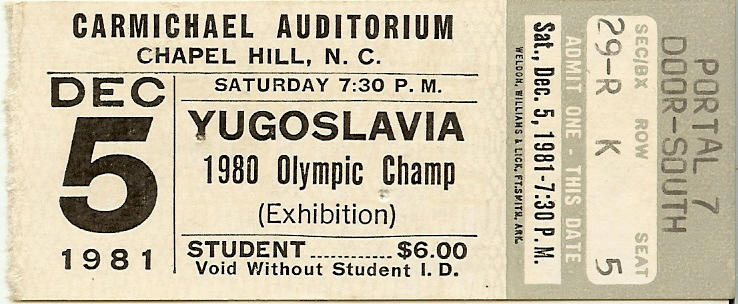 CARMICHAEL AUDITORIUM
CHAPEL HILL, N. C.
DEC
5
1981
SATURDAY 7:30 P. M.
YUGOSLAVIA
1980 Olympic Champ
(Exhibition)
STUDENT ............ $6.00
Void Without Student I. D.
WELDON, WILLIAMS & LICK, FT. SMITH, ARK.
Sat., Dec. 5, 1981-7:30 P. M.
ADMIT ONE - THIS DATE
SEC/BX ROW SEAT
29-R K 5
PORTAL 7
DOOR-SOUTH